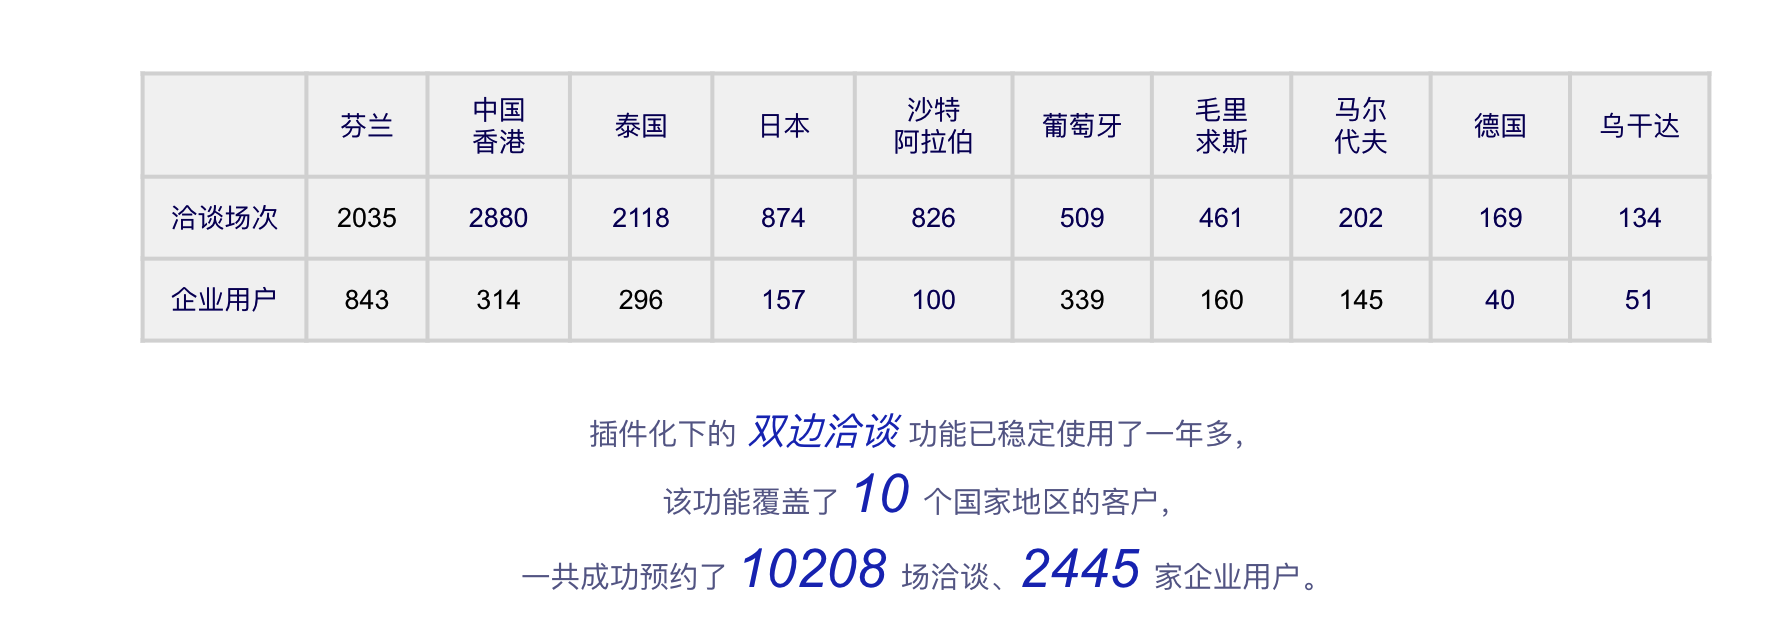 芬兰 中国香港 泰国 日本 沙特阿拉伯 葡萄牙 毛里求斯 马尔代夫 德国 乌干达
洽谈场次 2035 2880 2118 874 826 509 461 202 169 134
企业用户 843 314 296 157 100 339 160 145 40 51
插件化下的 双边洽谈 功能已稳定使用了一年多，
该功能覆盖了 10 个国家地区的客户，
一共成功预约了 10208 场洽谈、2445 家企业用户。